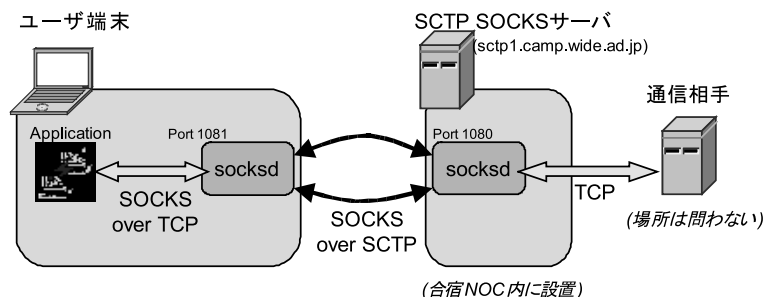 ユーザ端末
SCTP SOCKSサーバ
(sctp1.camp.wide.ad.jp)
通信相手
Application
Port 1081
Port 1080
socksd
socksd
SOCKS
over TCP
SOCKS
over SCTP
TCP
(場所は問わない)
(合宿NOC内に設置)